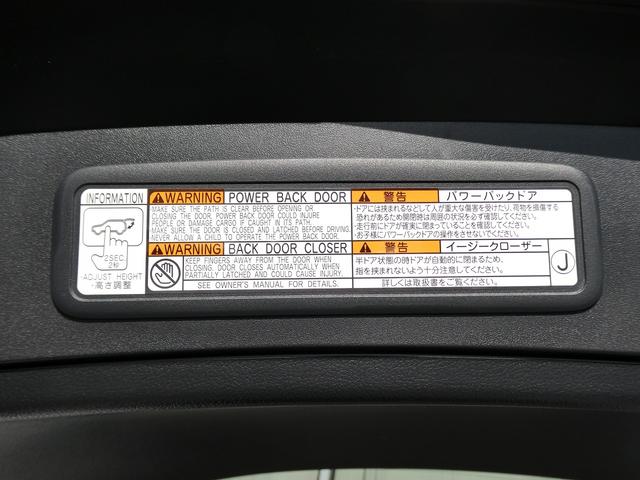 INFORMATION
2SEC.
2秒
ADJUST HEIGHT
・高さ調整
WARNING POWER BACK DOOR
MAKE SURE THE PATH IS CLEAR BEFORE OPENING OR
CLOSING THE DOOR. POWER BACK DOOR COULD INJURE
PEOPLE OR DAMAGE CARGO IF CAUGHT IN ITS PATH.
MAKE SURE THE DOOR IS CLOSED AND LATCHED BEFORE DRIVING.
NEVER ALLOW A CHILD TO OPERATE THE POWER BACK DOOR.
WARNING BACK DOOR CLOSER
KEEP FINGERS AWAY FROM THE DOOR WHEN
CLOSING. DOOR CLOSES AUTOMATICALLY WHEN
PARTIALLY LATCHED AND COULD CAUSE INJURY.
SEE OWNER'S MANUAL FOR DETAILS.
警告 パワーバックドア
・ドアには挟まれるなどして人が重大な傷害を受けたり、荷物を損傷する
恐れがあるため開閉時は周囲の状況を必ず確認してください。
・走行前にドアが確実に閉まっていることを確認してください。
・お子様にパワーバックドアの操作をさせないでください。
警告 イージークローザー
半ドア状態の時ドアが自動的に閉まるため、
指を挟まれないよう十分注意してください。
詳しくは取扱書をご覧ください。
J